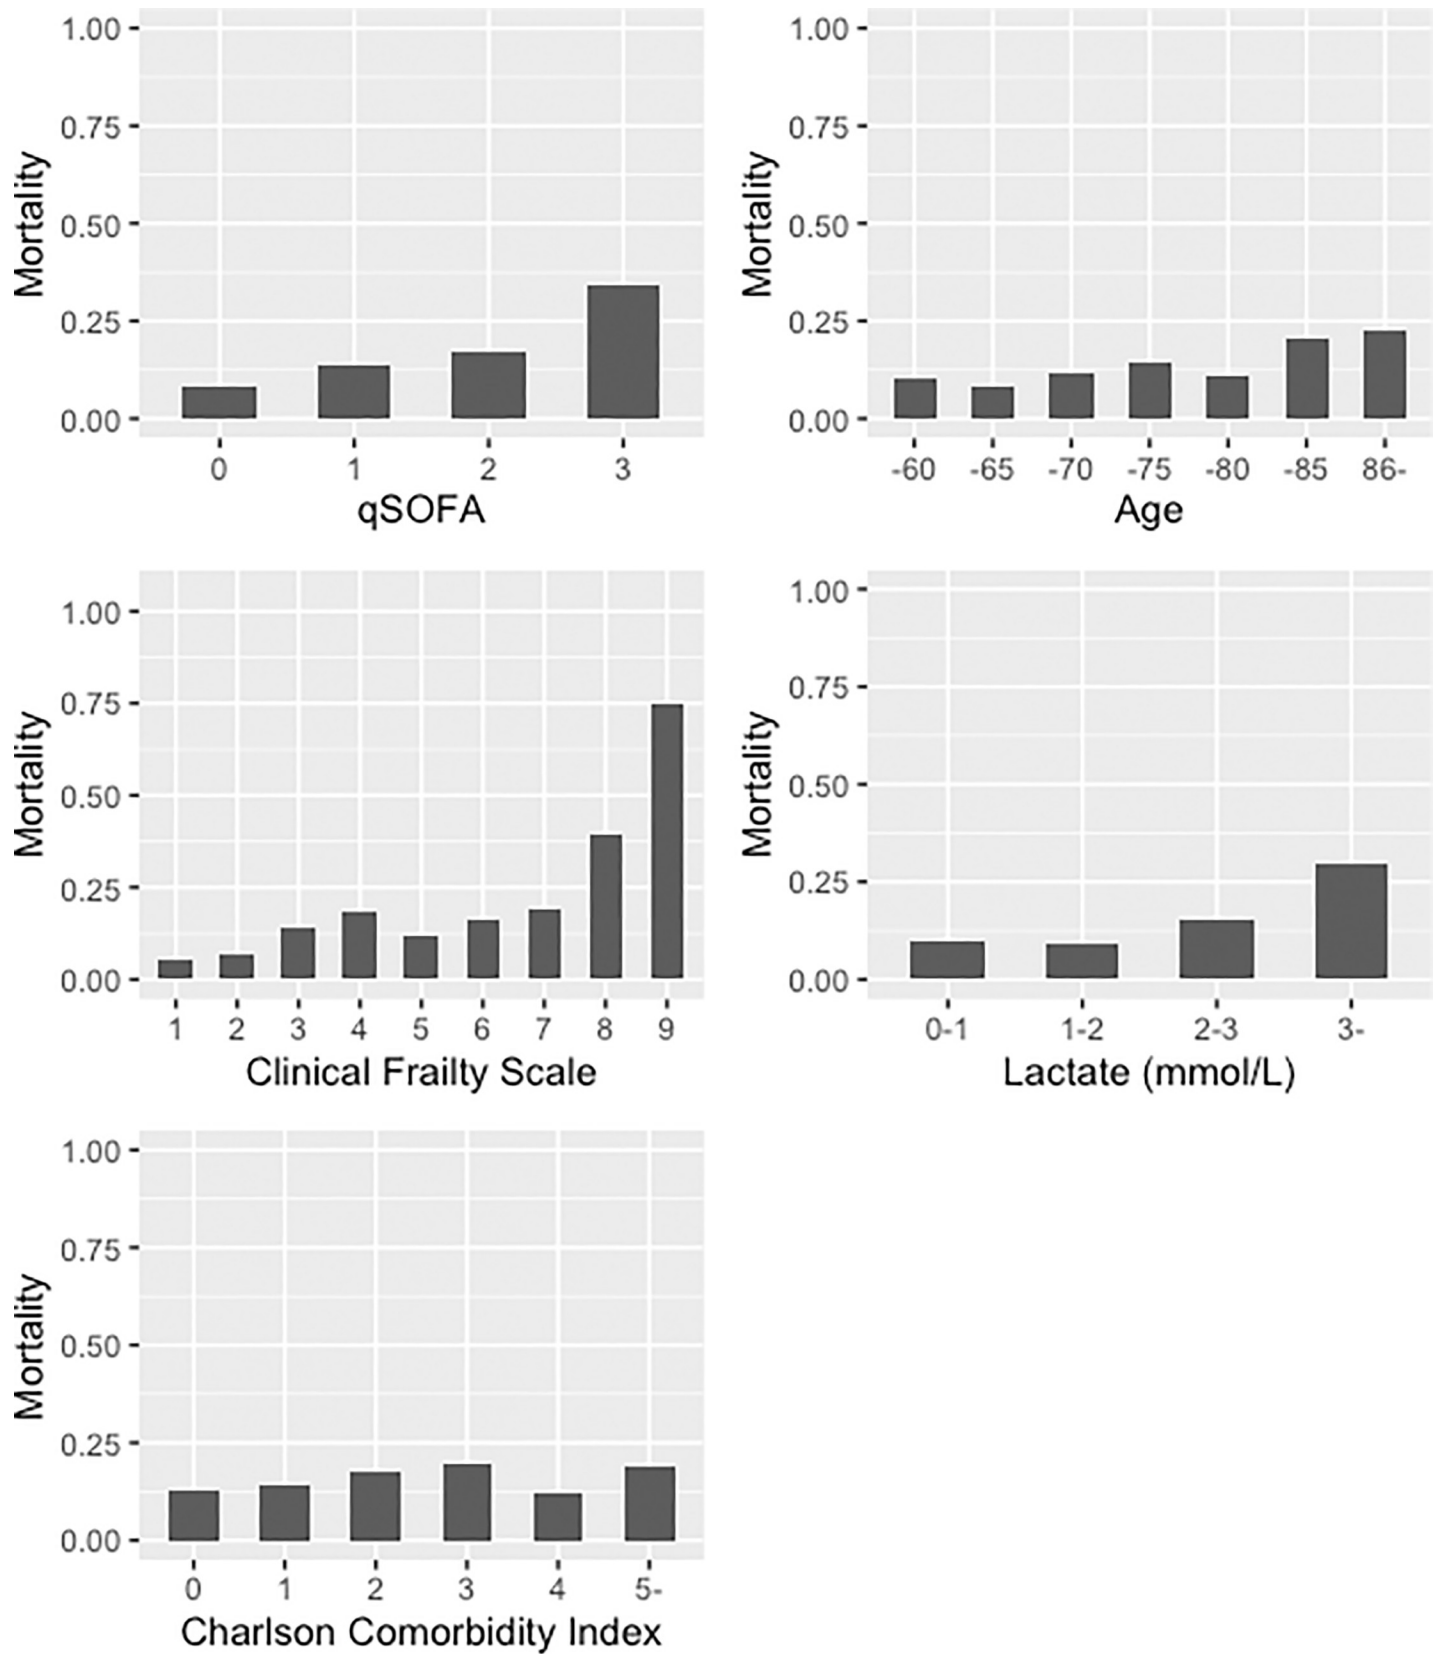 1.00
0.75
0.50
0.25
0.00
Mortality
0 1 2 3
qSOFA
1.00
0.75
0.50
0.25
0.00
Mortality
-60 -65 -70 -75 -80 -85 86-
Age
1.00
0.75
0.50
0.25
0.00
Mortality
1 2 3 4 5 6 7 8 9
Clinical Frailty Scale
1.00
0.75
0.50
0.25
0.00
Mortality
0-1 1-2 2-3 3-
Lactate (mmol/L)
1.00
0.75
0.50
0.25
0.00
Mortality
0 1 2 3 4 5-
Charlson Comorbidity Index